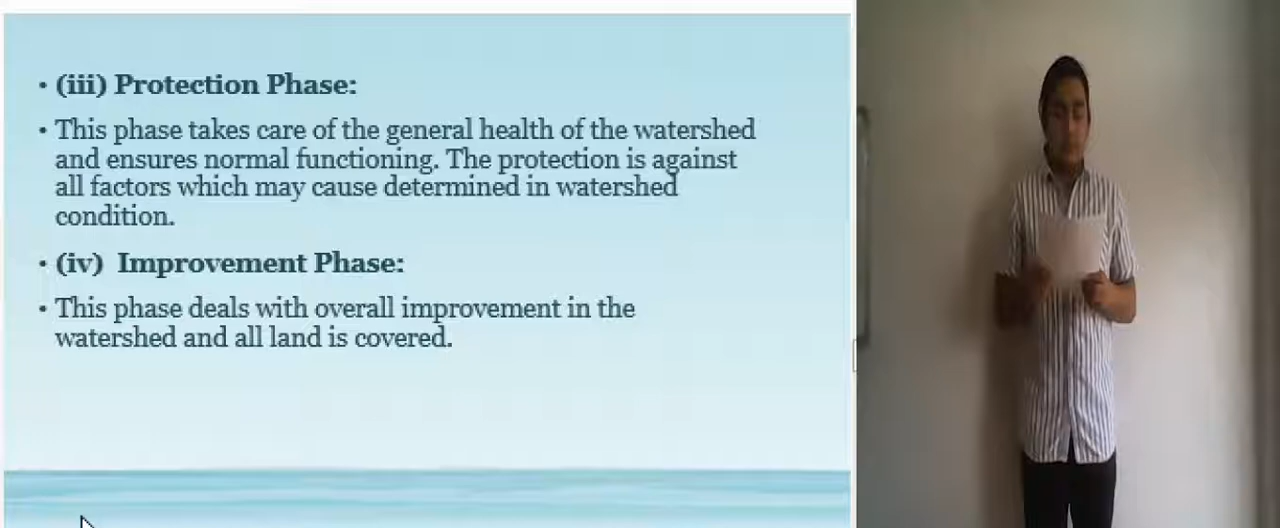 • (iii) Protection Phase:
• This phase takes care of the general health of the watershed
and ensures normal functioning. The protection is against
all factors which may cause determined in watershed
condition.
• (iv) Improvement Phase:
• This phase deals with overall improvement in the
watershed and all land is covered.